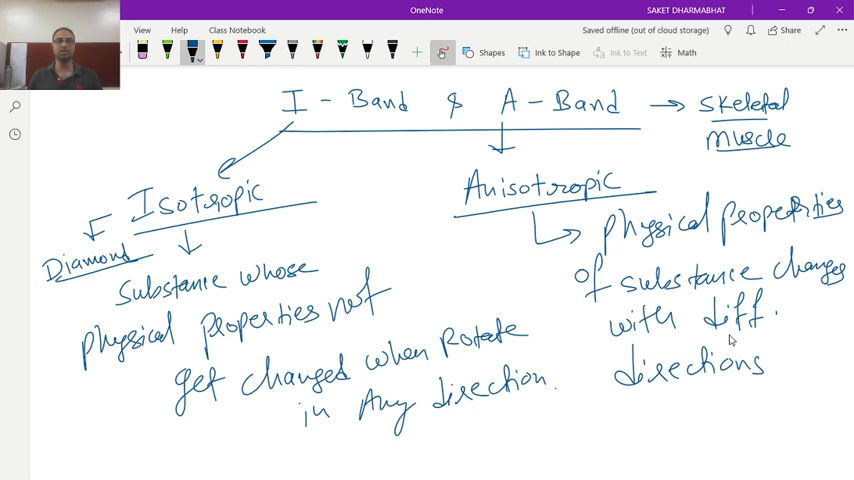 OneNote
SAKET DHARMABHAT
View Help Class Notebook
Saved offline (out of cloud storage)
Share
Shapes
Ink to Shape
Ink to Text
Math
I - Band & A - Band → Skeletal
muscle
Isotropic
Anisotropic
Diamond
Substance whose
physical properties not
get changed when Rotate
in Any direction.
Physical properties
of substance changes
with diff.
directions